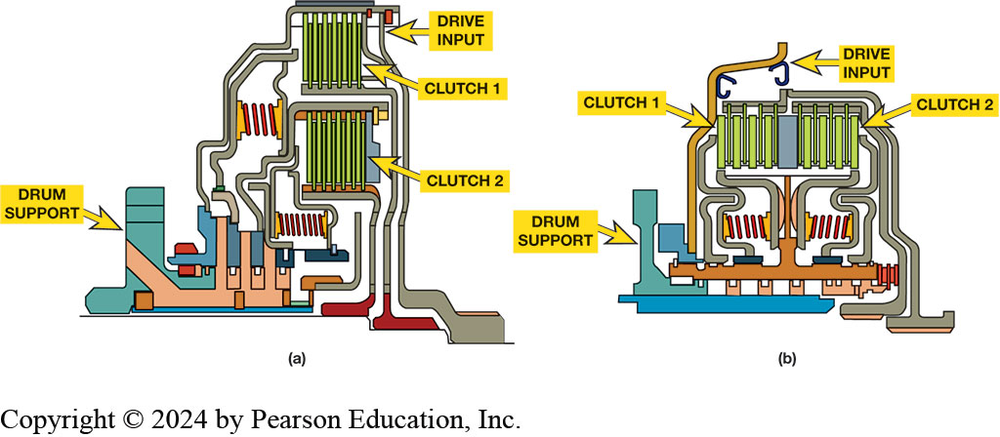 DRIVE
INPUT
CLUTCH 1
CLUTCH 2
DRUM
SUPPORT
(a)
DRIVE
INPUT
CLUTCH 1
CLUTCH 2
DRUM
SUPPORT
(b)
Copyright © 2024 by Pearson Education, Inc.